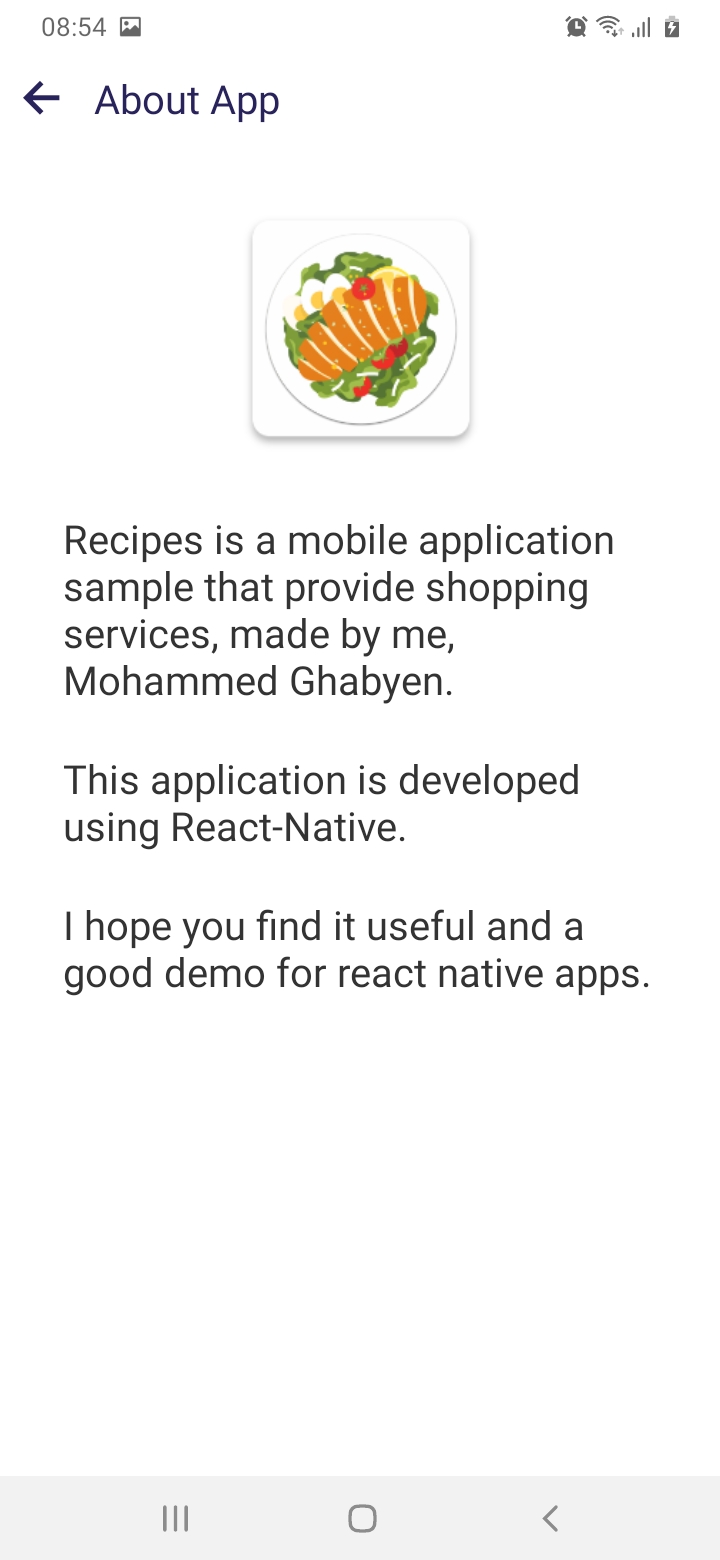 08:54
About App
Recipes is a mobile application
sample that provide shopping
services, made by me,
Mohammed Ghabyen.
This application is developed
using React-Native.
I hope you find it useful and a
good demo for react native apps.